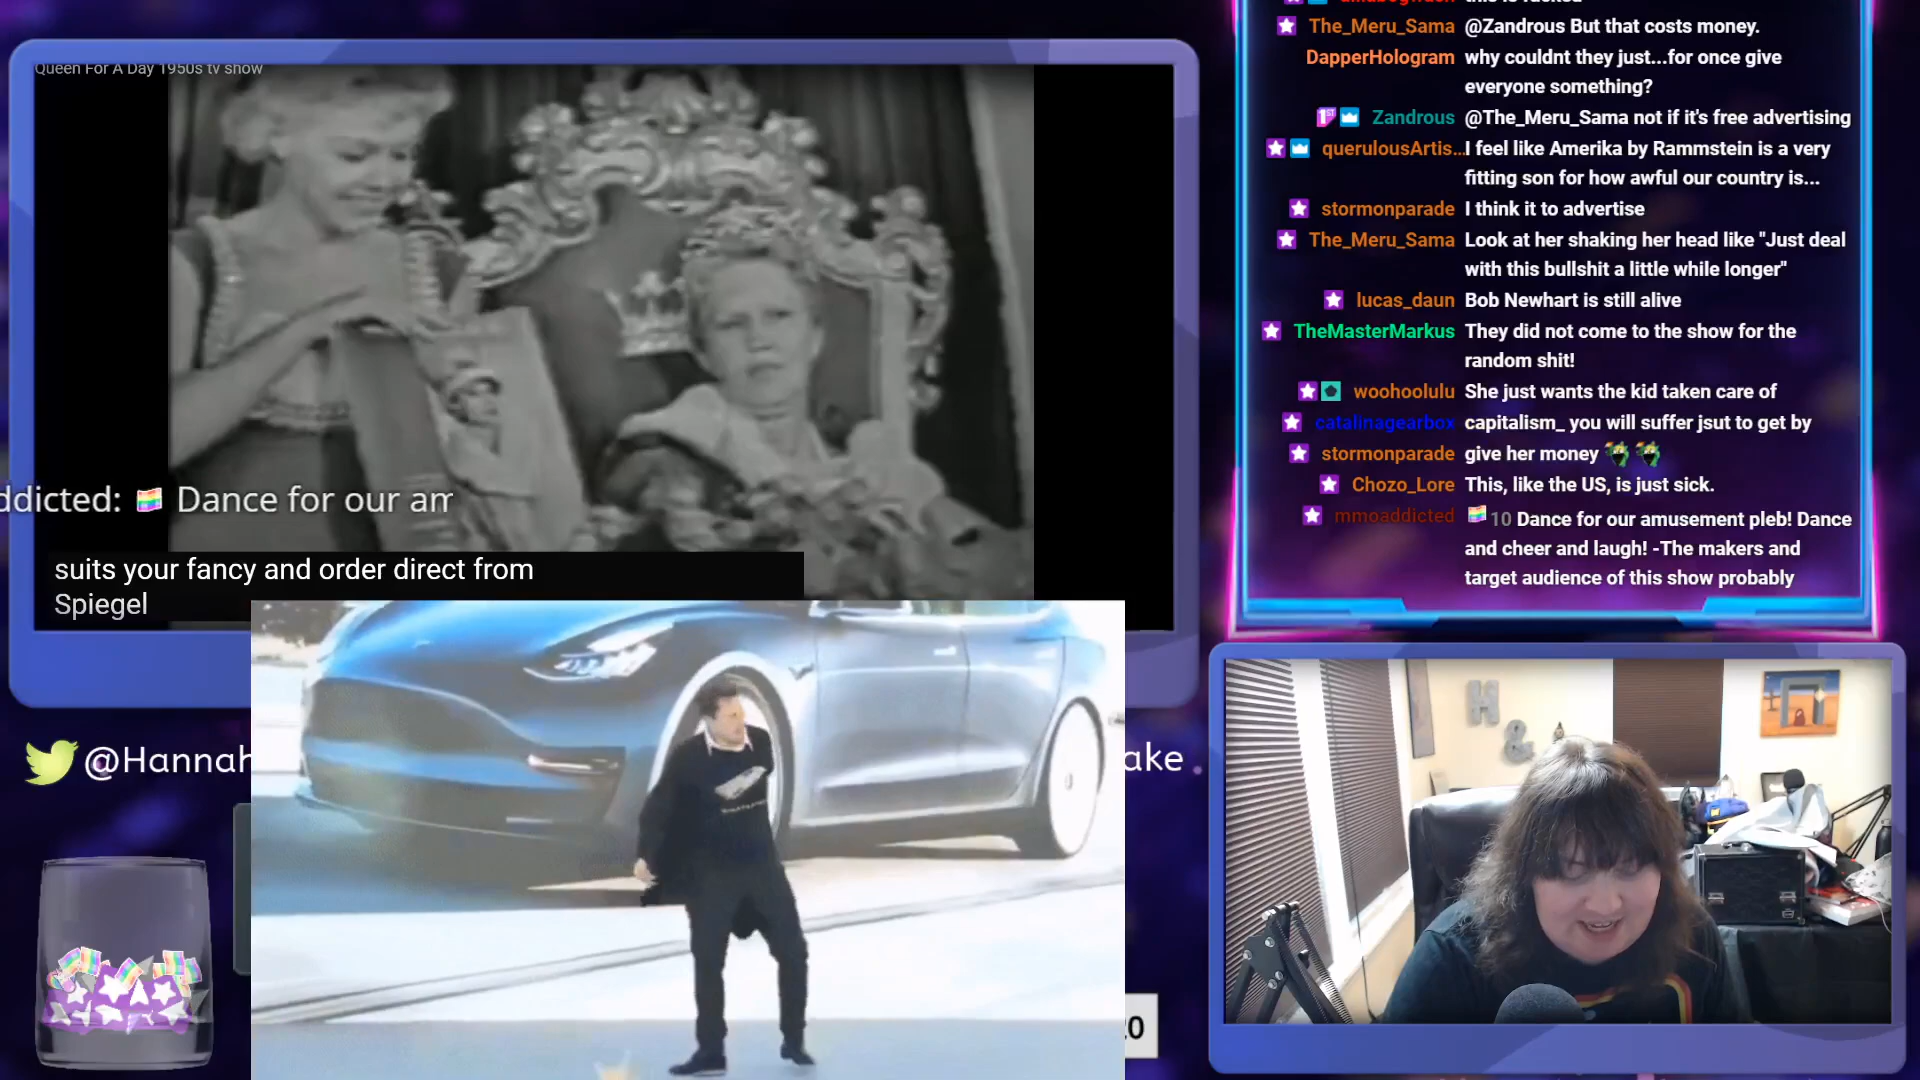 this is fucked
The_Meru_Sama @Zandrous But that costs money.
DapperHologram why couldnt they just...for once give
everyone something?
Zandrous @The_Meru_Sama not if it's free advertising
querulousArtis... I feel like Amerika by Rammstein is a very
fitting son for how awful our country is...
stormonparade I think it to advertise
The_Meru_Sama Look at her shaking her head like "Just deal
with this bullshit a little while longer"
lucas_daun Bob Newhart is still alive
TheMasterMarkus They did not come to the show for the
random shit!
woohoolulu She just wants the kid taken care of
catalinagearbox capitalism_ you will suffer jsut to get by
stormonparade give her money
Chozo_Lore This, like the US, is just sick.
mmoaddicted 10 Dance for our amusement pleb! Dance
and cheer and laugh! -The makers and
target audience of this show probably
Queen For A Day 1950s tv show
ddicted: Dance for our am
suits your fancy and order direct from
Spiegel
@Hannah
ake
20
H
&